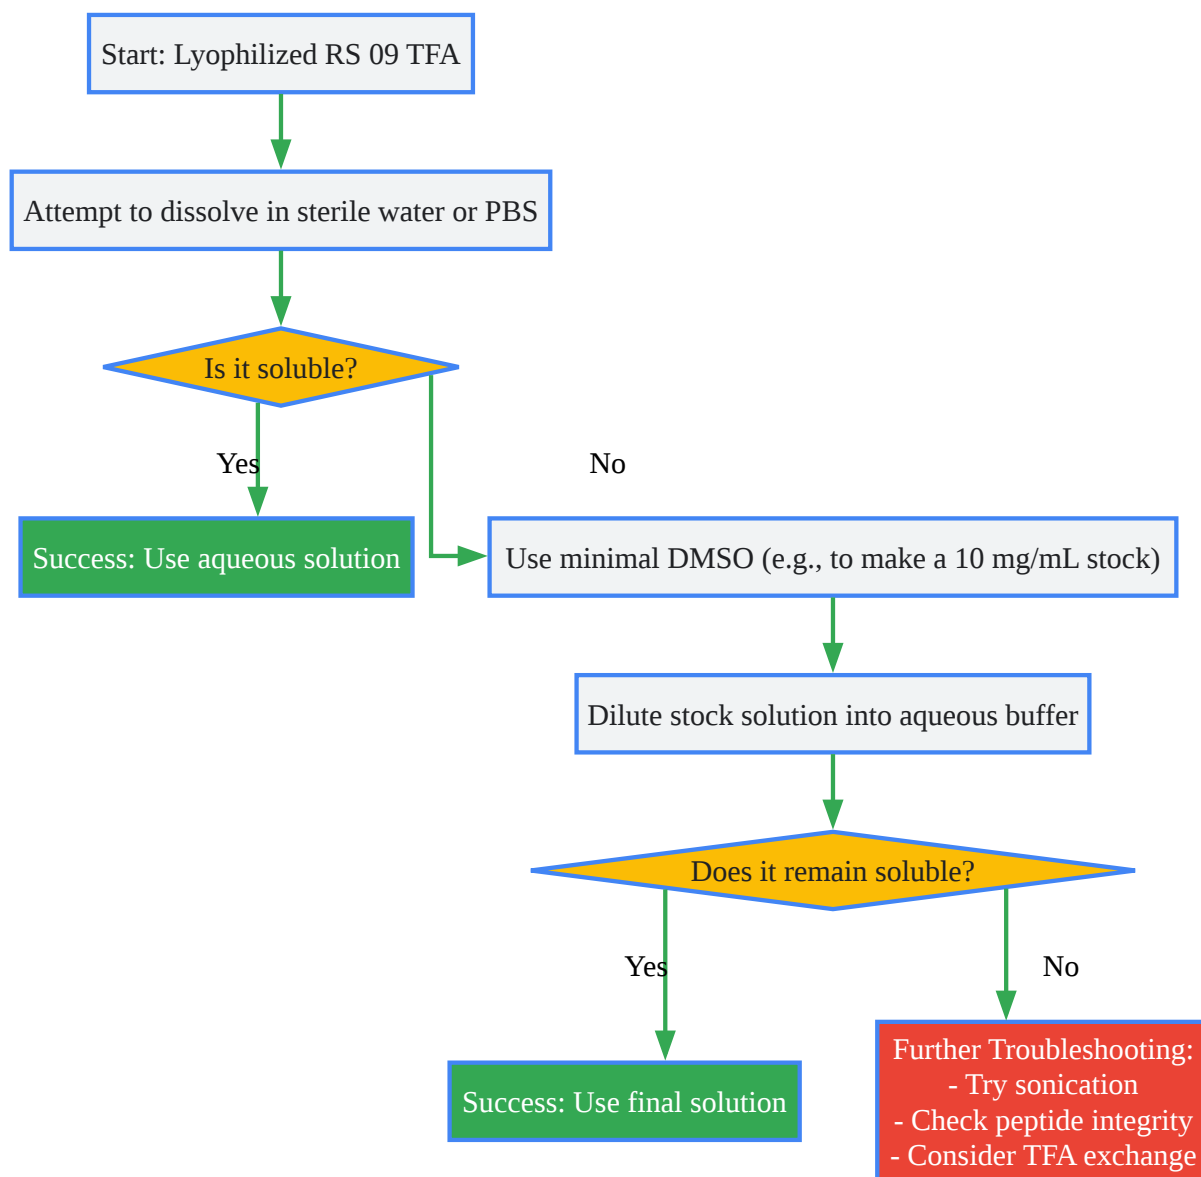 Start: Lyophilized RS 09 TFA
Attempt to dissolve in sterile water or PBS
Is it soluble?
Yes
No
Success: Use aqueous solution
Use minimal DMSO (e.g., to make a 10 mg/mL stock)
Dilute stock solution into aqueous buffer
Does it remain soluble?
Yes
No
Further Troubleshooting:
- Try sonication
- Check peptide integrity
- Consider TFA exchange
Success: Use final solution